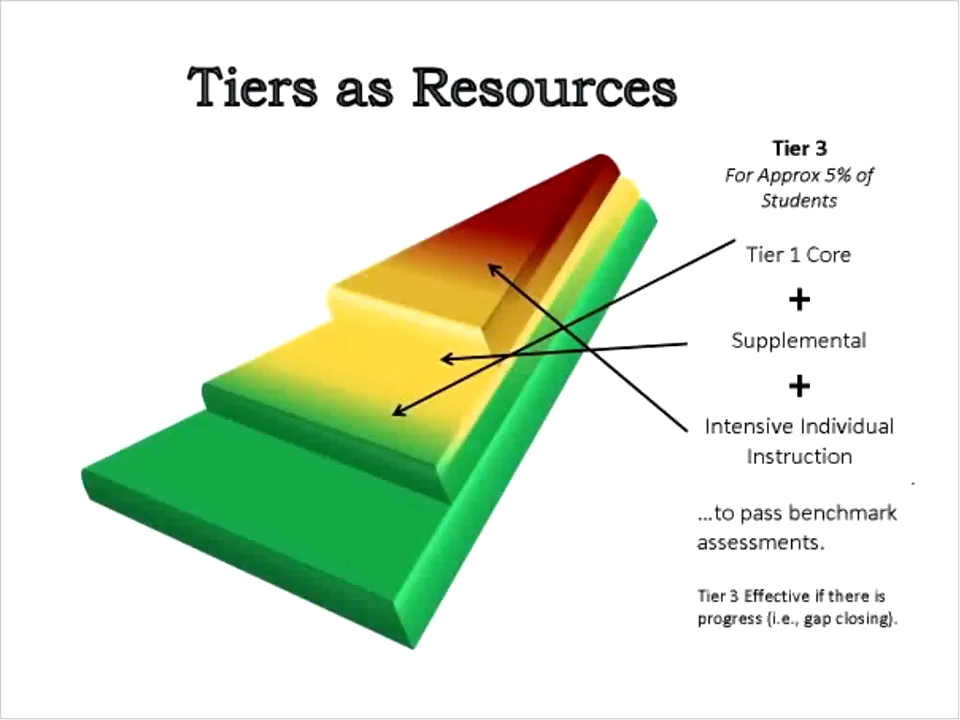 Tiers as Resources
Tier 3
For Approx 5% of
Students
Tier 1 Core
+
Supplemental
+
Intensive Individual
Instruction
.
...to pass benchmark
assessments.
Tier 3 Effective if there is
progress (i.e., gap closing).